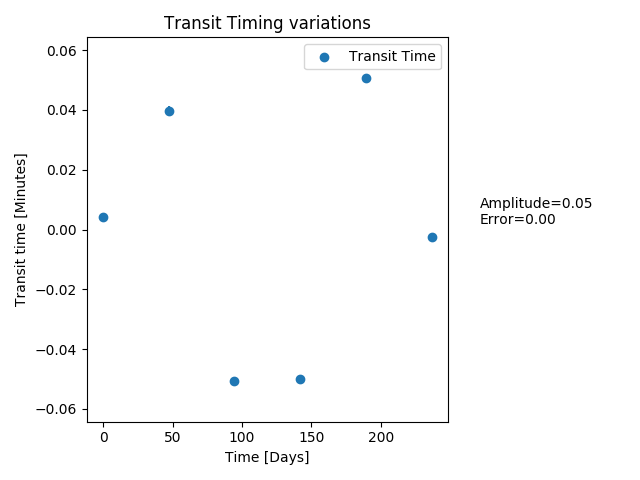 Transit Timing variations
Transit Time
Transit time [Minutes]
0.06
0.04
0.02
0.00
−0.02
−0.04
−0.06
0
50
100
150
200
Time [Days]
Amplitude=0.05
Error=0.00